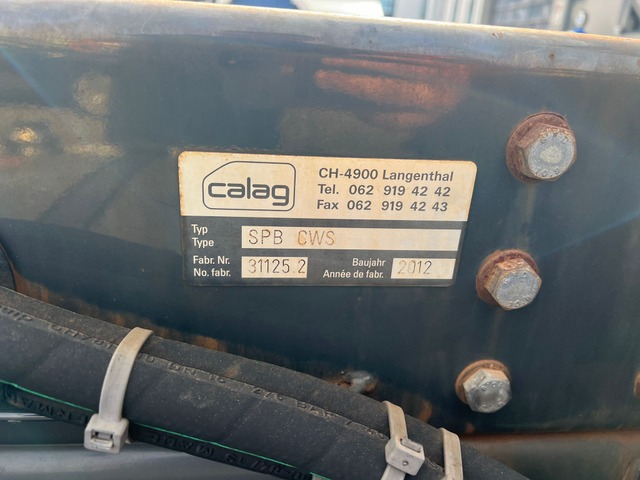 calag
CH-4900 Langenthal
Tel. 062 919 42 42
Fax 062 919 42 43
Typ
Type
SPB CWS
Fabr. Nr.
No. fabr.
31125.2
Baujahr
Année de fabr.
2012